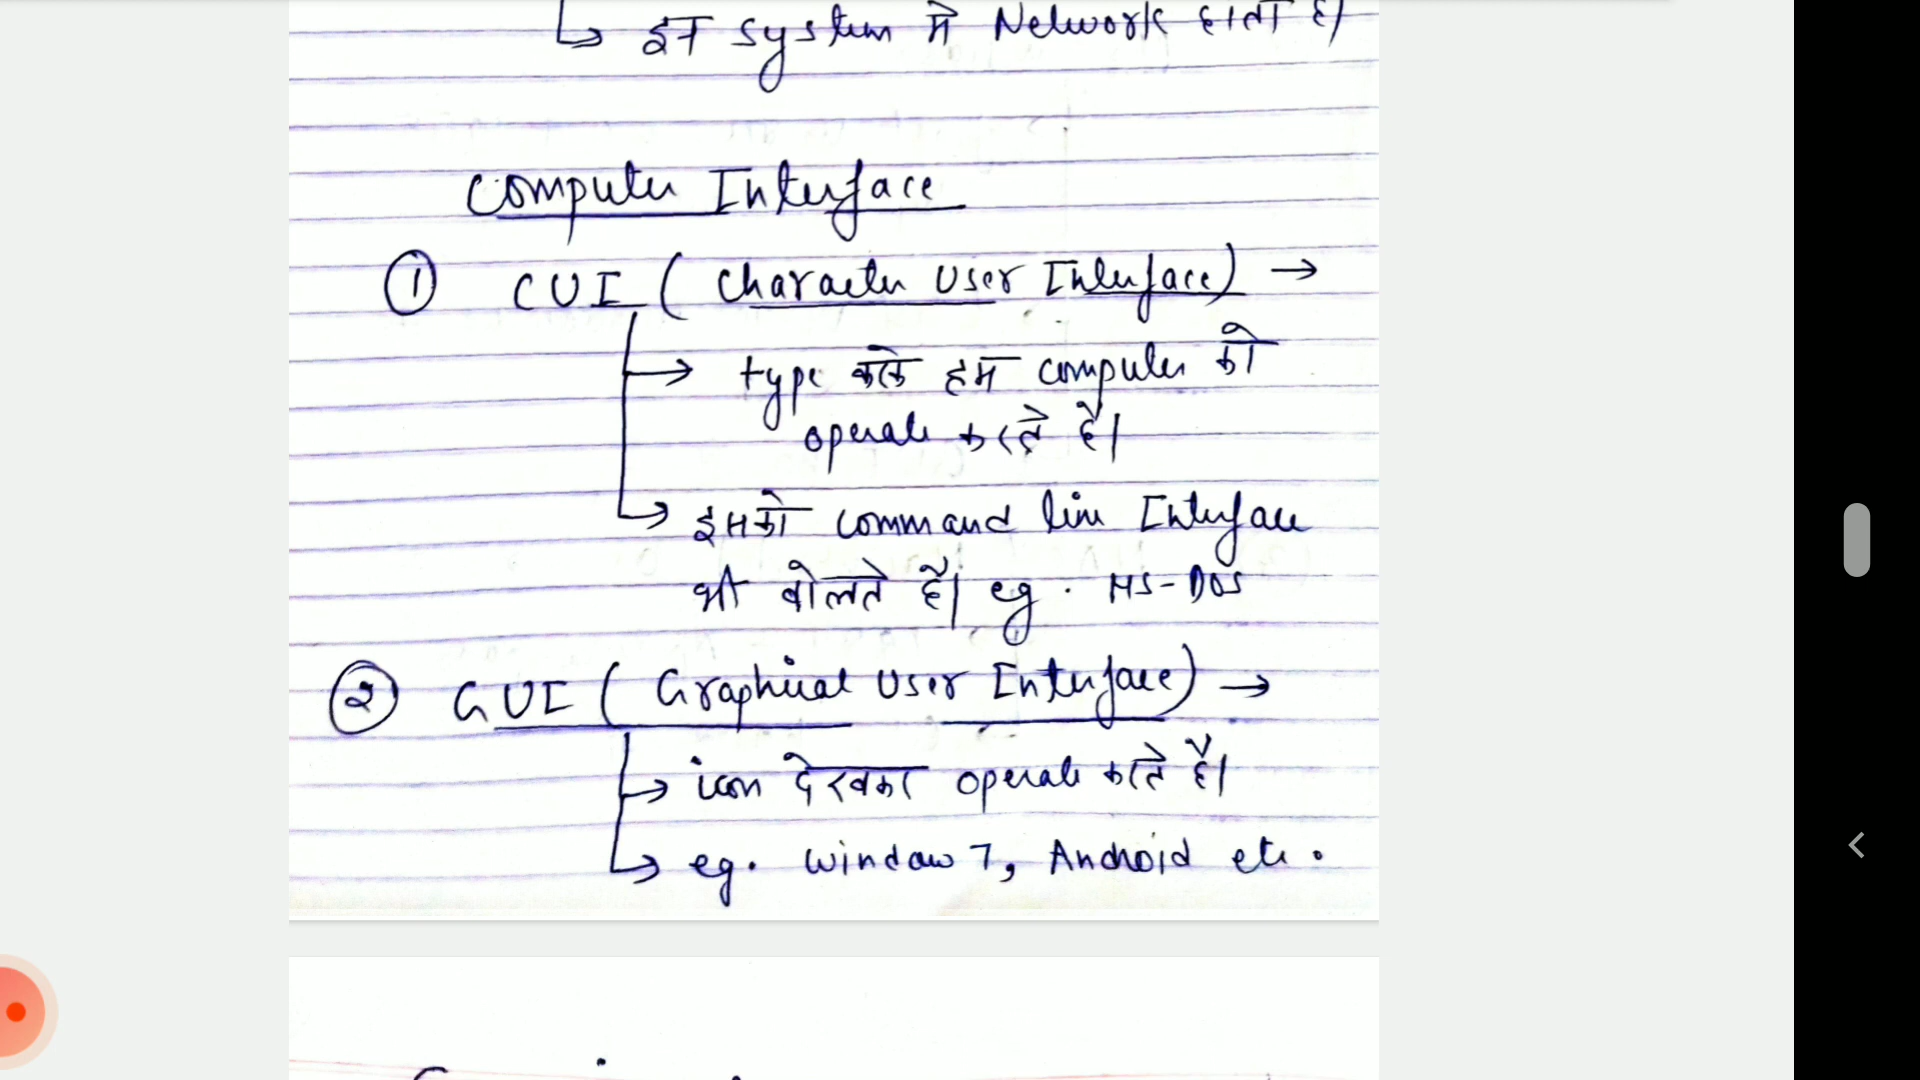 इन System में Network होता है।
Computer Interface
① CUI ( Character User Interface) →
→ type करके हम computer को
operate करते हैं।
→ इसको command line Interface
भी बोलते हैं। eg. MS-DOS
② GUI ( Graphical User Interface) →
→ icon देखकर operate करते हैं।
→ eg. Window 7, Android etc.